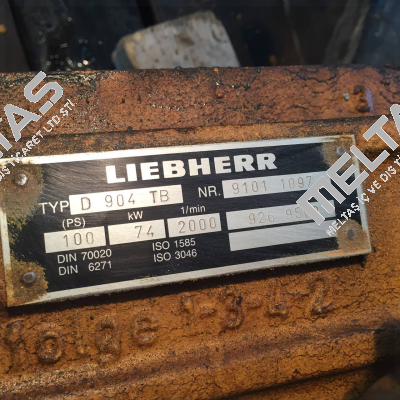 LIEBHERR
TYP D 904 TB NR. 9101 1097
(PS) kW 1/min
100 74 2000 926
DIN 70020 ISO 1585
DIN 6271 ISO 3046
folge 1-3-4-2
MELTAS